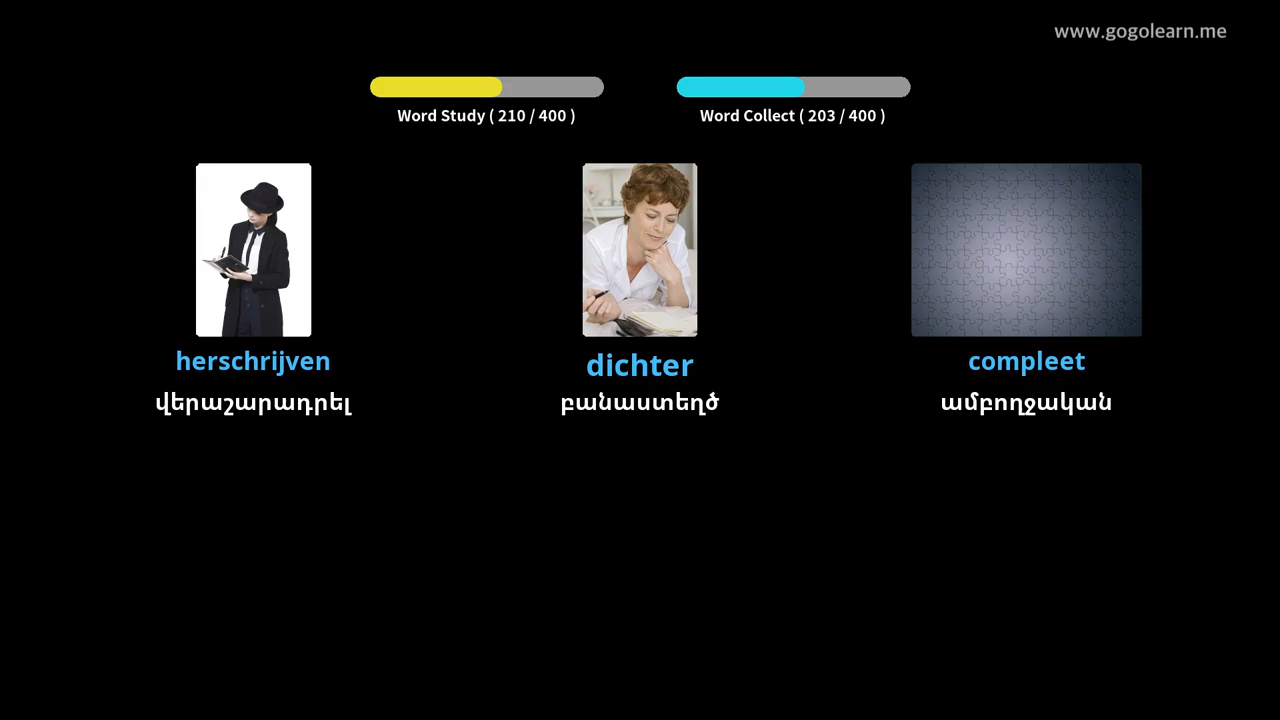 www.gogolearn.me
Word Study ( 210 / 400 )
Word Collect ( 203 / 400 )
herschrijven
dichter
compleet
վերաշարադրել
բանաստեղծ
ամբողջական